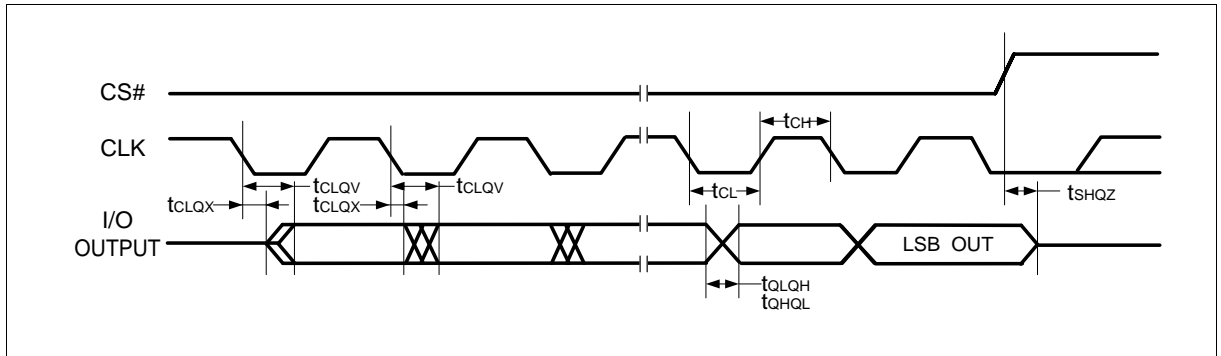 CS#
CLK
tCH
tCLQV
tCLQV
tCL
tCLQX
tCLQX
tSHQZ
I/O
OUTPUT
LSB OUT
tQLQH
tQHQL